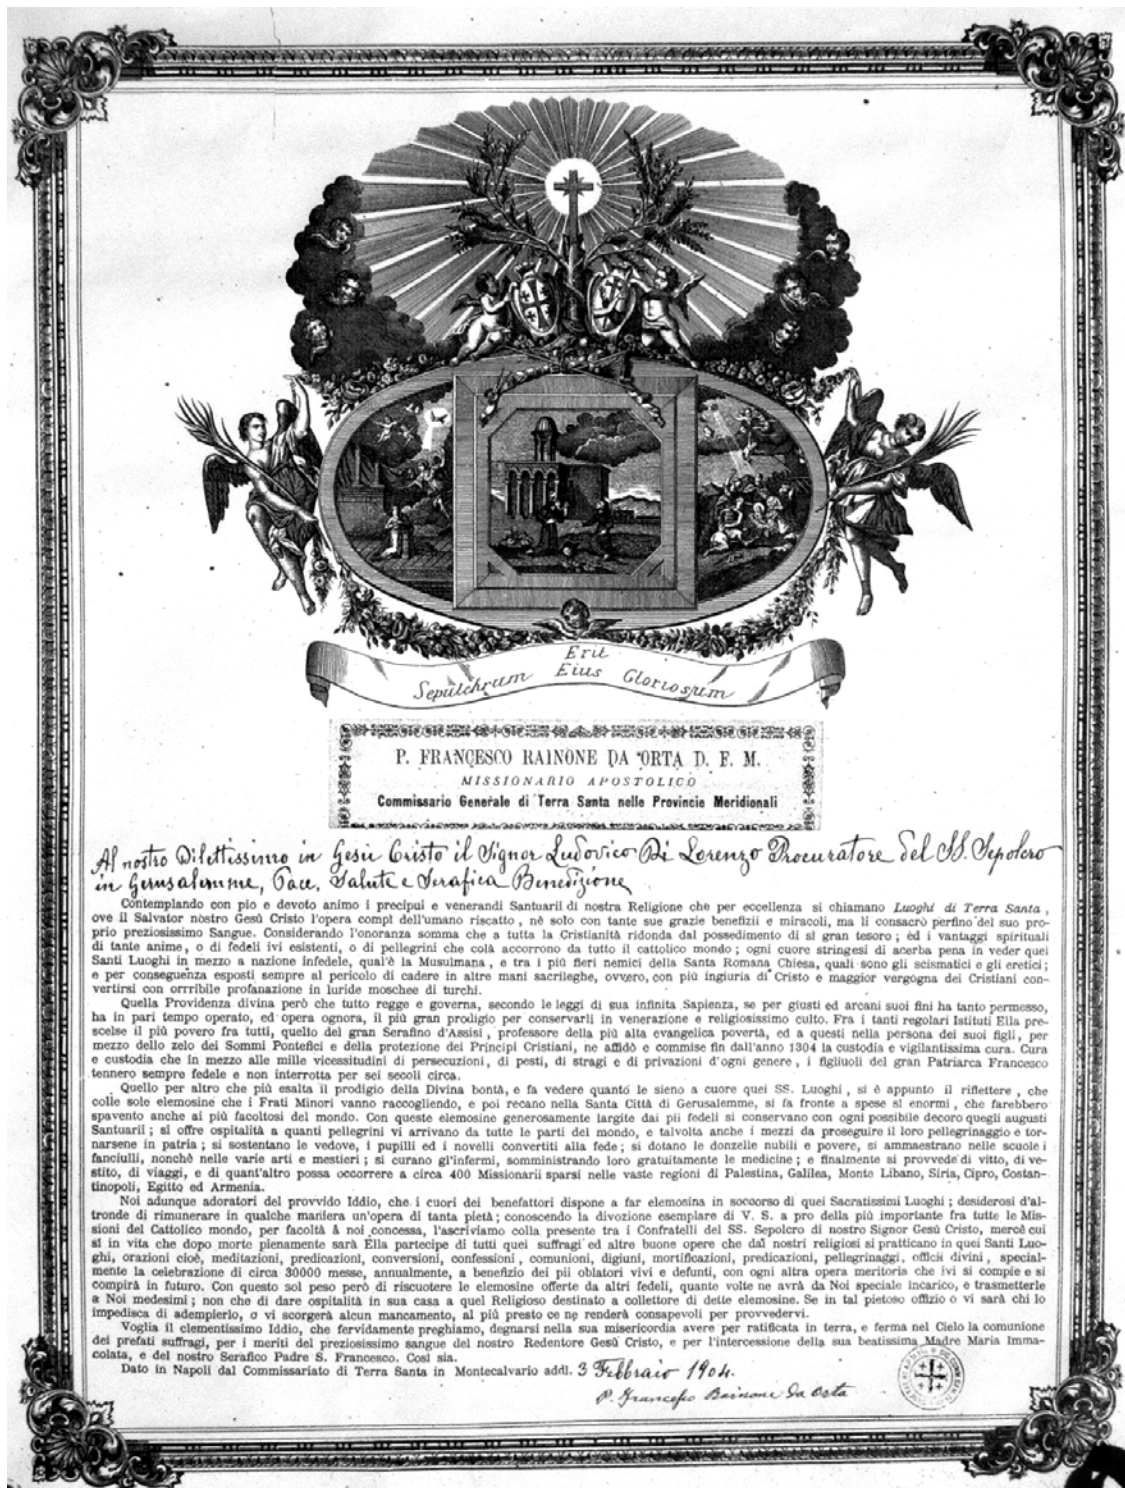 Erit
Sepulchrum Eius Gloriosum
P. FRANCESCO RAINONE DA ORTA D. F. M.
MISSIONARIO APOSTOLICO
Commissario Generale di Terra Santa nelle Provincie Meridionali
Al nostro Dilettissimo in Gesù Cristo il Signor Ludovico Di Lorenzo Procuratore del SS. Sepolcro
in Gerusalemme, Pace, Salute e Serafica Benedizione
Contemplando con pio e devoto animo i precipui e venerandi Santuarii di nostra Religione che per eccellenza si chiamano Luoghi di Terra Santa,
ove il Salvator nostro Gesù Cristo l'opera compì dell'umano riscatto, nè solo con tante sue grazie benefizii e miracoli, ma li consacrò perfino del suo pro-
prio preziosissimo Sangue. Considerando l'onoranza somma che a tutta la Cristianità ridonda dal possedimento di sì gran tesoro; ed i vantaggi spirituali
di tante anime, o di fedeli ivi esistenti, o di pellegrini che colà accorrono da tutto il cattolico mondo; ogni cuore stringesi di acerba pena in veder quei
Santi Luoghi in mezzo a nazione infedele, qual'è la Musulmana, e tra i più fieri nemici della Santa Romana Chiesa, quali sono gli scismatici e gli eretici;
e per conseguenza esposti sempre al pericolo di cadere in altre mani sacrileghe, ovvero, con più ingiuria di Cristo e maggior vergogna dei Cristiani con-
vertirsi con orrribile profanazione in luride moschee di turchi.
Quella Providenza divina però che tutto regge e governa, secondo le leggi di sua infinita Sapienza, se per giusti ed arcani suoi fini ha tanto permesso,
ha in pari tempo operato, ed opera ognora, il più gran prodigio per conservarli in venerazione e religiosissimo culto. Fra i tanti regolari Istituti Ella pre-
scelse il più povero fra tutti, quello del gran Serafino d'Assisi, professore della più alta evangelica povertà, ed a questi nella persona dei suoi figli, per
mezzo dello zelo dei Sommi Pontefici e della protezione dei Principi Cristiani, ne affidò e commise fin dall'anno 1304 la custodia e vigilantissima cura. Cura
e custodia che in mezzo alle mille vicessitudini di persecuzioni, di pesti, di stragi e di privazioni d'ogni genere, i figliuoli del gran Patriarca Francesco
tennero sempre fedele e non interrotta per sei secoli circa.
Quello per altro che più esalta il prodigio della Divina bontà, e fa vedere quanto le sieno a cuore quei SS. Luoghi, si è appunto il riflettere, che
colle sole elemosine che i Frati Minori vanno raccogliendo, e poi recano nella Santa Città di Gerusalemme, si fa fronte a spese sì enormi, che farebbero
spavento anche ai più facoltosi del mondo. Con queste elemosine generosamente largite dai pii fedeli si conservano con ogni possibile decoro quegli augusti
Santuarii; si offre ospitalità a quanti pellegrini vi arrivano da tutte le parti del mondo, e talvolta anche i mezzi da proseguire il loro pellegrinaggio e tor-
narsene in patria; si sostentano le vedove, i pupilli ed i novelli convertiti alla fede; si dotano le donzelle nubili e povere, si ammaestrano nelle scuole i
fanciulli, nonchè nelle varie arti e mestieri; si curano gl'infermi, somministrando loro gratuitamente le medicine; e finalmente si provvede di vitto, di ve-
stito, di viaggi, e di quant'altro possa occorrere a circa 400 Missionarii sparsi nelle vaste regioni di Palestina, Galilea, Monte Libano, Siria, Cipro, Costan-
tinopoli, Egitto ed Armenia.
Noi adunque adoratori del provvido Iddio, che i cuori dei benefattori dispone a far elemosina in soccorso di quei Sacratissimi Luoghi; desiderosi d'al-
tronde di rimunerare in qualche maniera un'opera di tanta pietà; conoscendo la divozione esemplare di V. S. a pro della più importante fra tutte le Mis-
sioni del Cattolico mondo, per facoltà a noi concessa, l'ascriviamo colla presente tra i Confratelli del SS. Sepolcro di nostro Signor Gesù Cristo, mercè cui
sì in vita che dopo morte pienamente sarà Ella partecipe di tutti quei suffragi ed altre buone opere che dai nostri religiosi si pratticano in quei Santi Luo-
ghi, orazioni cioè, meditazioni, predicazioni, conversioni, confessioni, comunioni, digiuni, mortificazioni, predicazioni, pellegrinaggi, officii divini, special-
mente la celebrazione di circa 30000 messe, annualmente, a benefizio dei pii oblatori vivi e defunti, con ogni altra opera meritoria che ivi si compie e si
compirà in futuro. Con questo sol peso però di riscuotere le elemosine offerte da altri fedeli, quante volte ne avrà da Noi speciale incarico, e trasmetterle
a Noi medesimi; non che di dare ospitalità in sua casa a quel Religioso destinato a collettore di dette elemosine. Se in tal pietoso offizio o vi sarà chi lo
impedisca di adempierlo, o vi scorgerà alcun mancamento, al più presto ce ne renderà consapevoli per provvedervi.
Voglia il clementissimo Iddio, che fervidamente preghiamo, degnarsi nella sua misericordia avere per ratificata in terra, e ferma nel Cielo la comunione
dei prefati suffragi, per i meriti del preziosissimo sangue del nostro Redentore Gesù Cristo, e per l'intercessione della sua beatissima Madre Maria Imma-
colata, e del nostro Serafico Padre S. Francesco. Così sia.
Dato in Napoli dal Commissariato di Terra Santa in Montecalvario addì. 3 Febbraio 1904.
P. Francesco Rainone da Orta